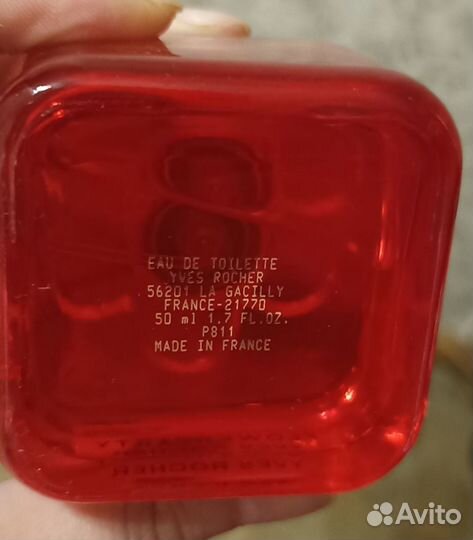 EAU DE TOILETTE
YVES ROCHER
56201 LA GACILLY
FRANCE-21770
50 ml 1.7 FL.OZ.
P811
MADE IN FRANCE
YVES ROCHER
Avito